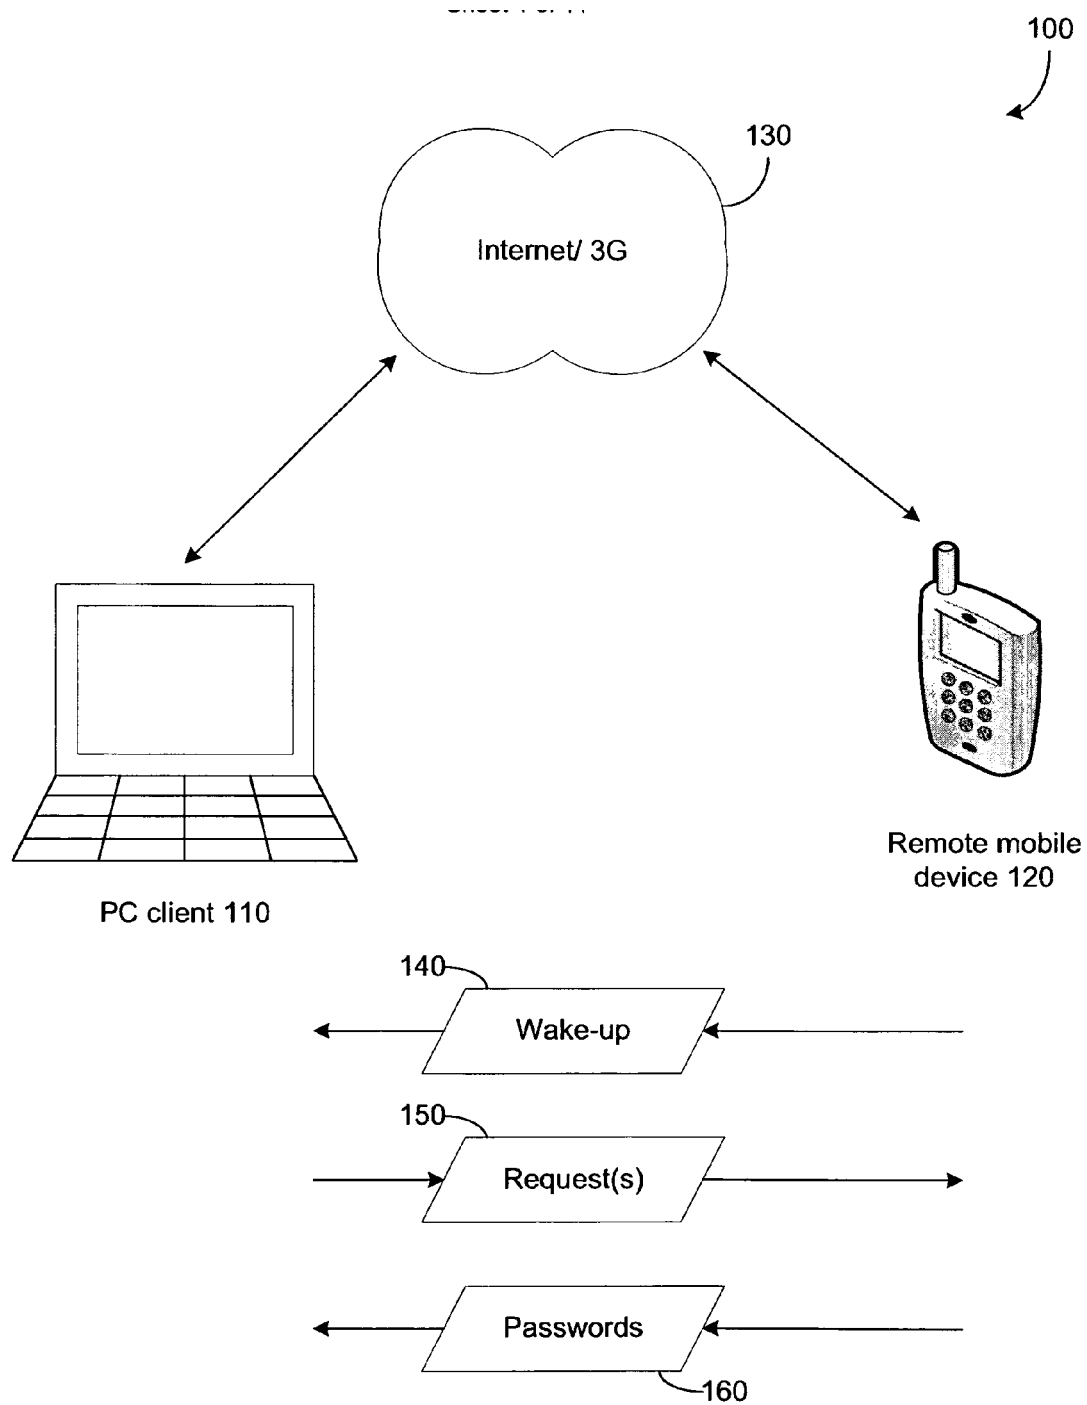 100
130
Internet/ 3G
Remote mobile
device 120
PC client 110
140
Wake-up
150
Request(s)
Passwords
160